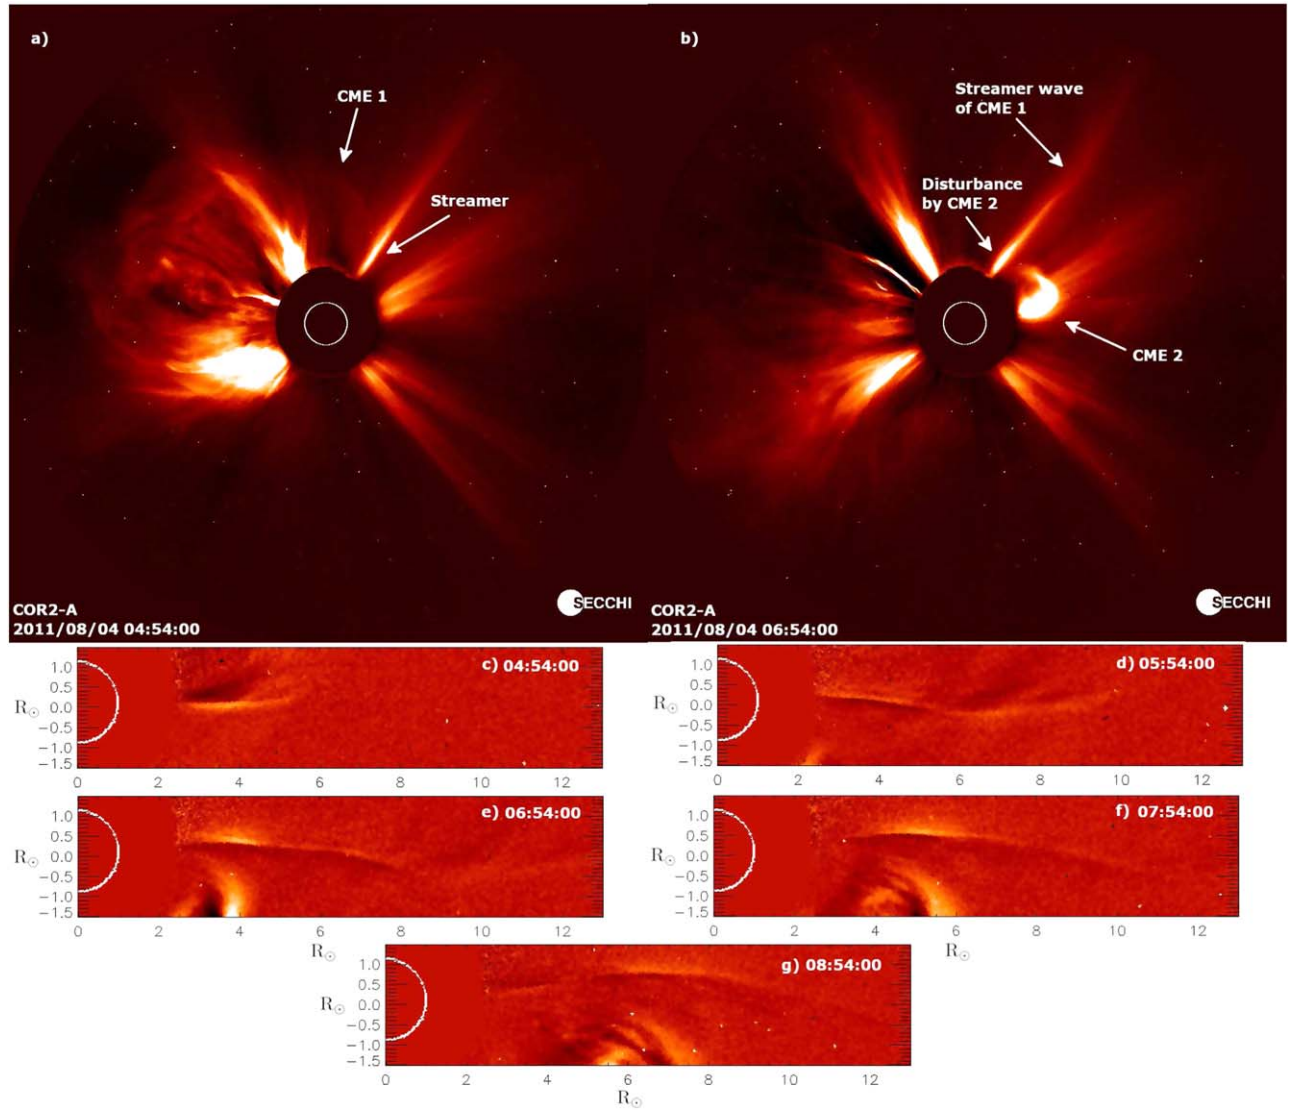 a)
CME 1
Streamer
COR2-A
2011/08/04 04:54:00
SECCHI
b)
Streamer wave
of CME 1
Disturbance
by CME 2
CME 2
COR2-A
2011/08/04 06:54:00
SECCHI
c) 04:54:00
1.0
0.5
0.0
−0.5
−1.0
−1.5
R☉
0 2 4 6 8 10 12
d) 05:54:00
1.0
0.5
0.0
−0.5
−1.0
−1.5
R☉
0 2 4 6 8 10 12
e) 06:54:00
1.0
0.5
0.0
−0.5
−1.0
−1.5
R☉
0 2 4 6 8 10 12
R☉
f) 07:54:00
1.0
0.5
0.0
−0.5
−1.0
−1.5
R☉
0 2 4 6 8 10 12
R☉
g) 08:54:00
1.0
0.5
0.0
−0.5
−1.0
−1.5
R☉
0 2 4 6 8 10 12
R☉